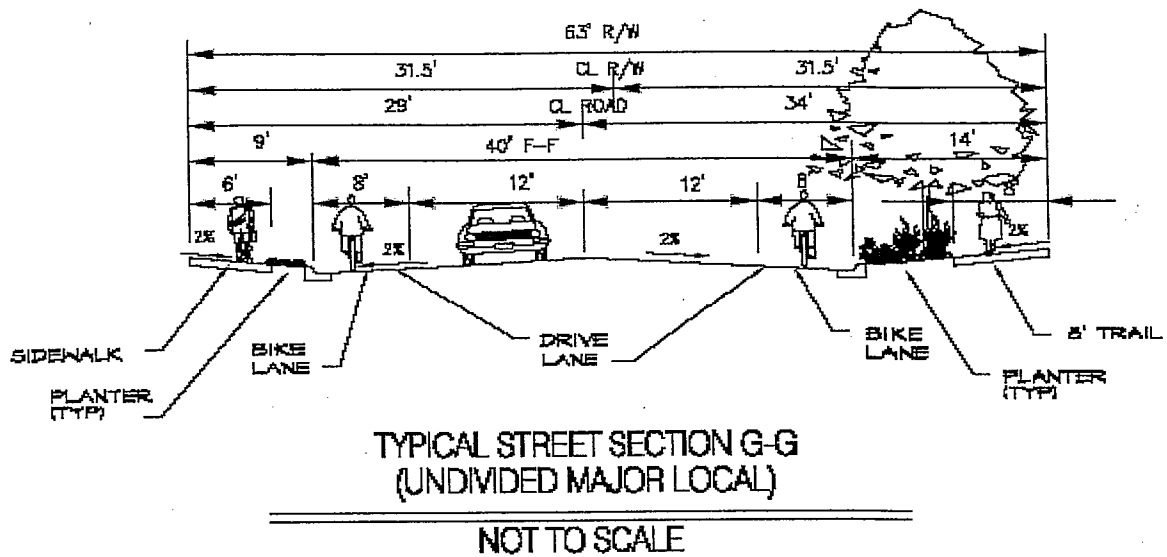 63' R/W
31.5' CL R/W 31.5'
29' CL ROAD 34'
9' 40' F-F 14'
6' 8' 12' 12' 8'
2% 2% 2% 2%
SIDEWALK
PLANTER
(TYP)
BIKE
LANE
DRIVE
LANE
BIKE
LANE
PLANTER
(TYP)
8' TRAIL
TYPICAL STREET SECTION G-G
(UNDIVIDED MAJOR LOCAL)
NOT TO SCALE